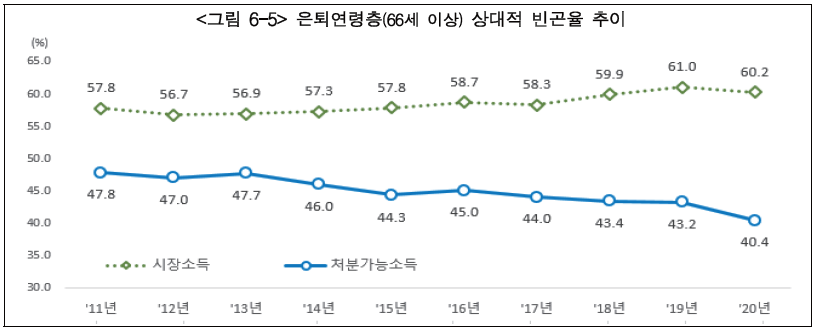 <그림 6-5> 은퇴연령층(66세 이상) 상대적 빈곤율 추이
(%)
65.0
60.0
55.0
50.0
45.0
40.0
35.0
30.0
57.8 56.7 56.9 57.3 57.8 58.7 58.3 59.9 61.0 60.2
47.8 47.0 47.7 46.0 44.3 45.0 44.0 43.4 43.2 40.4
시장소득 처분가능소득
'11년 '12년 '13년 '14년 '15년 '16년 '17년 '18년 '19년 '20년